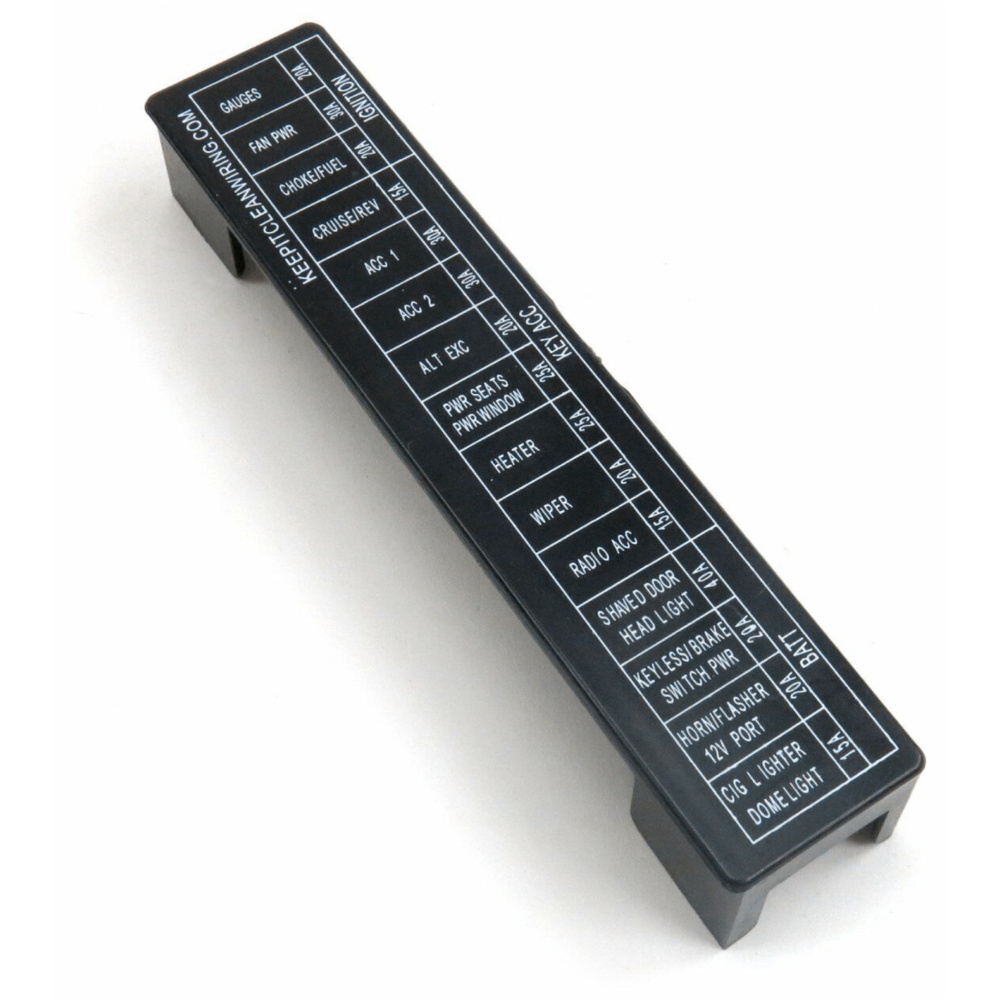 KEEPITCLEANWIRING.COM
GAUGES 20A
FAN PWR 30A
CHOKE/FUEL 20A
IGNITION
CRUISE/REV 15A
ACC 1 30A
ACC 2 30A
ALT EXC 20A
PWR SEATS
PWR WINDOW 25A
HEATER 25A
WIPER 20A
RADIO ACC 15A
KEY ACC
SHAVED DOOR
HEAD LIGHT 40A
KEYLESS/BRAKE
SWITCH PWR 20A
HORN/FLASHER
12V PORT 20A
CIG LIGHTER
DOME LIGHT 15A
BATT